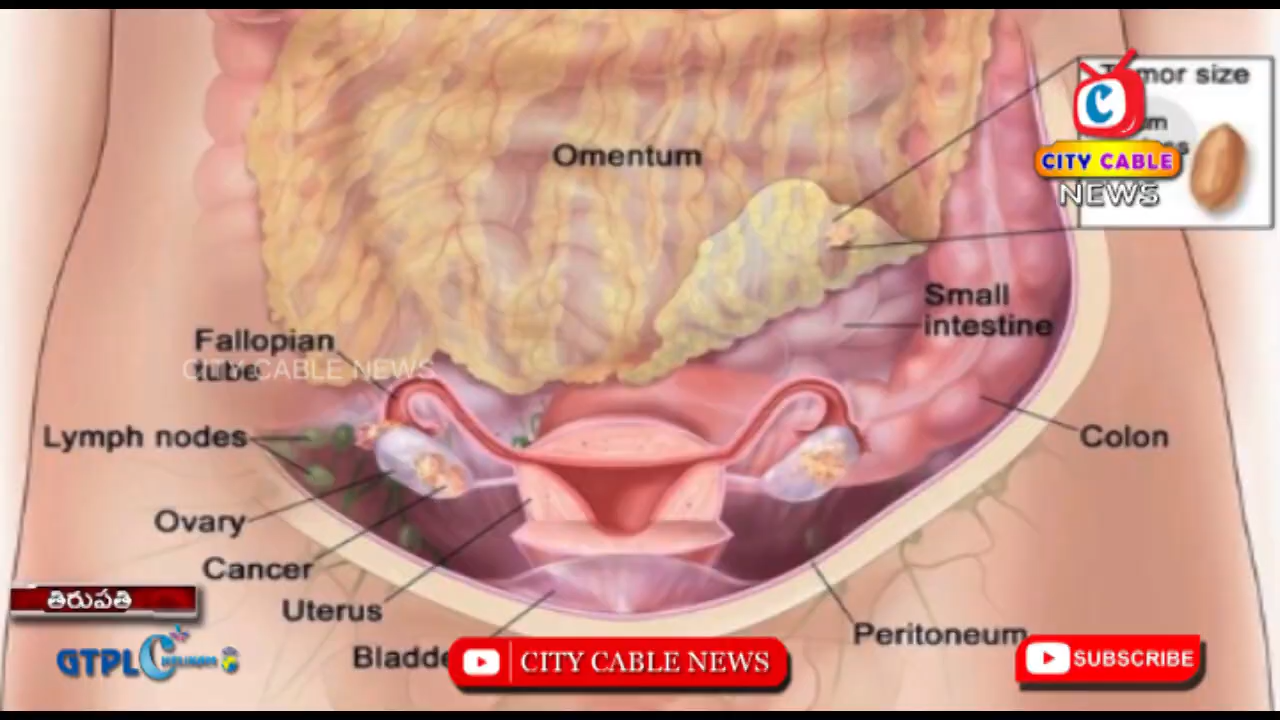 Tumor size
CITY CABLE
NEWS
Omentum
Small
intestine
Fallopian
tube
CITY CABLE NEWS
Lymph nodes
Colon
Ovary
Cancer
Uterus
తిరుపతి
Peritoneum
GTPL
CITY CABLE NEWS
SUBSCRIBE